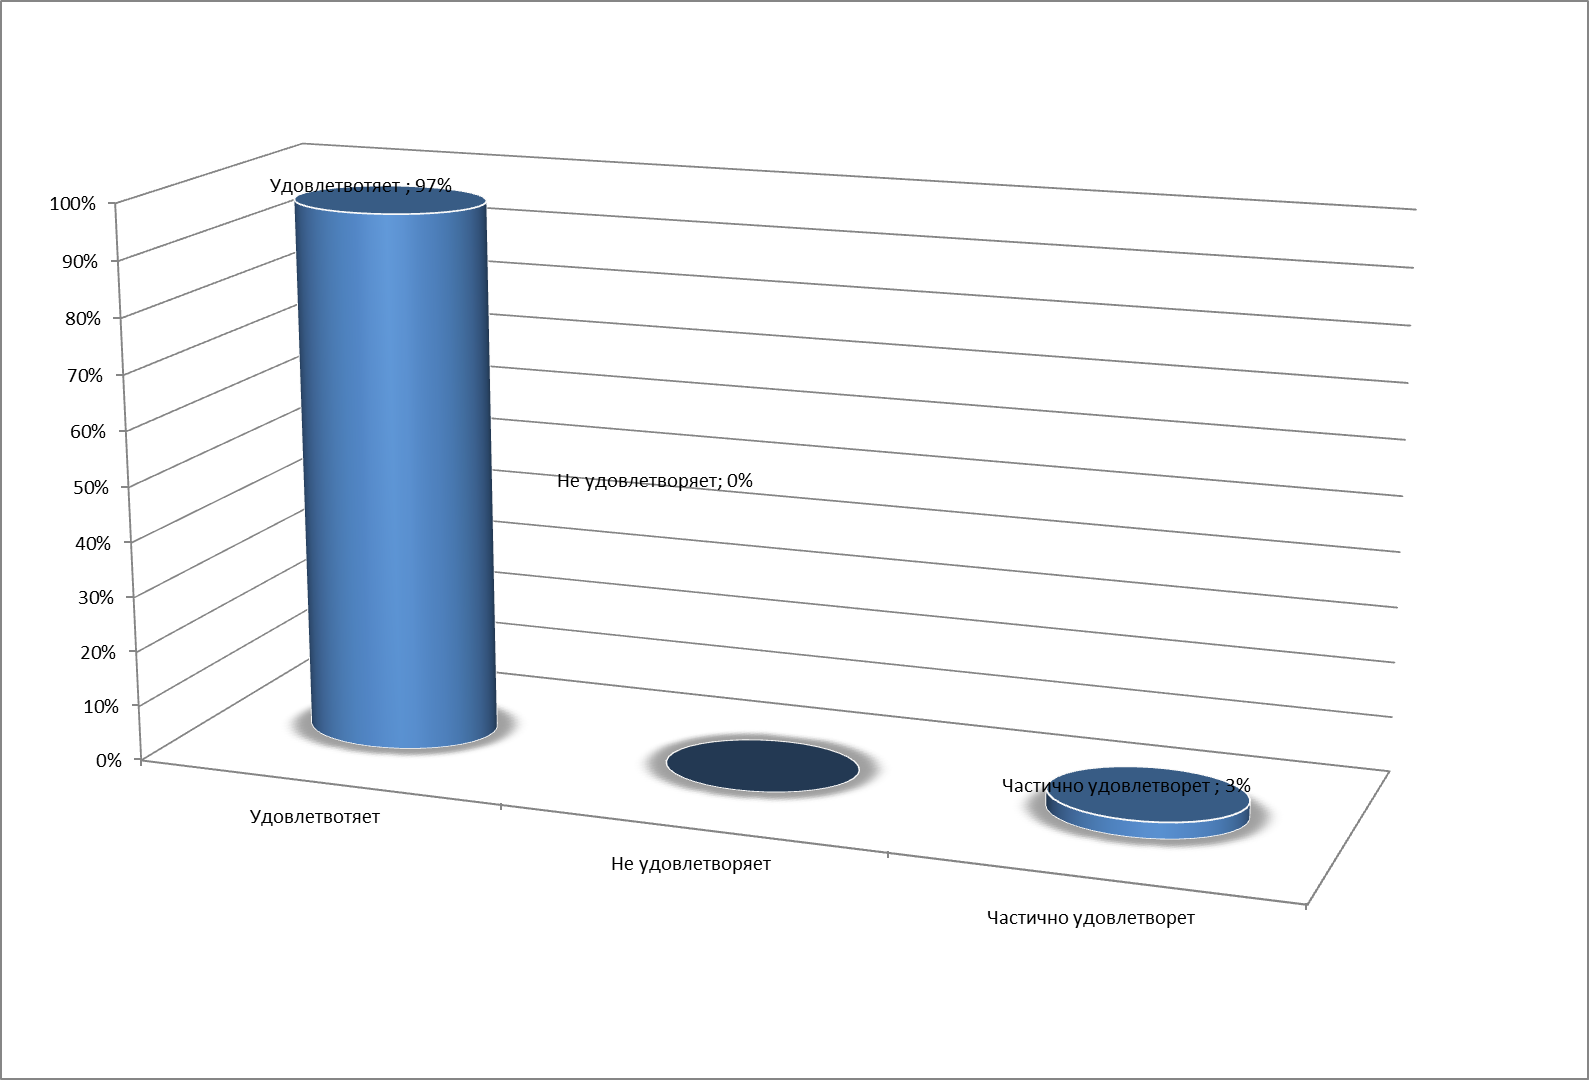 Удовлетвотяет ; 97%
100%
90%
80%
70%
60%
50%
40%
30%
20%
10%
0%
Не удовлетворяет; 0%
Частично удовлетворет ; 3%
Удовлетвотяет
Не удовлетворяет
Частично удовлетворет